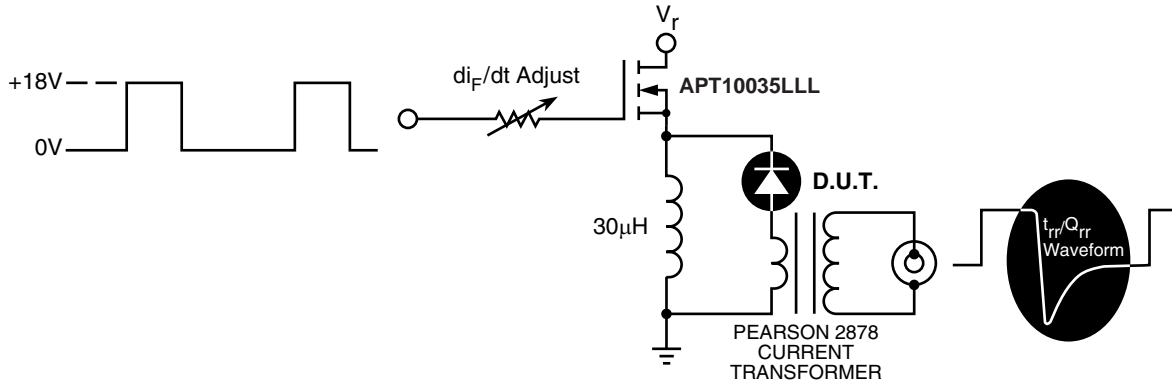 V_r
+18V
0V
di_F/dt Adjust
APT10035LLL
D.U.T.
30μH
t_rr/Q_rr
Waveform
PEARSON 2878
CURRENT
TRANSFORMER